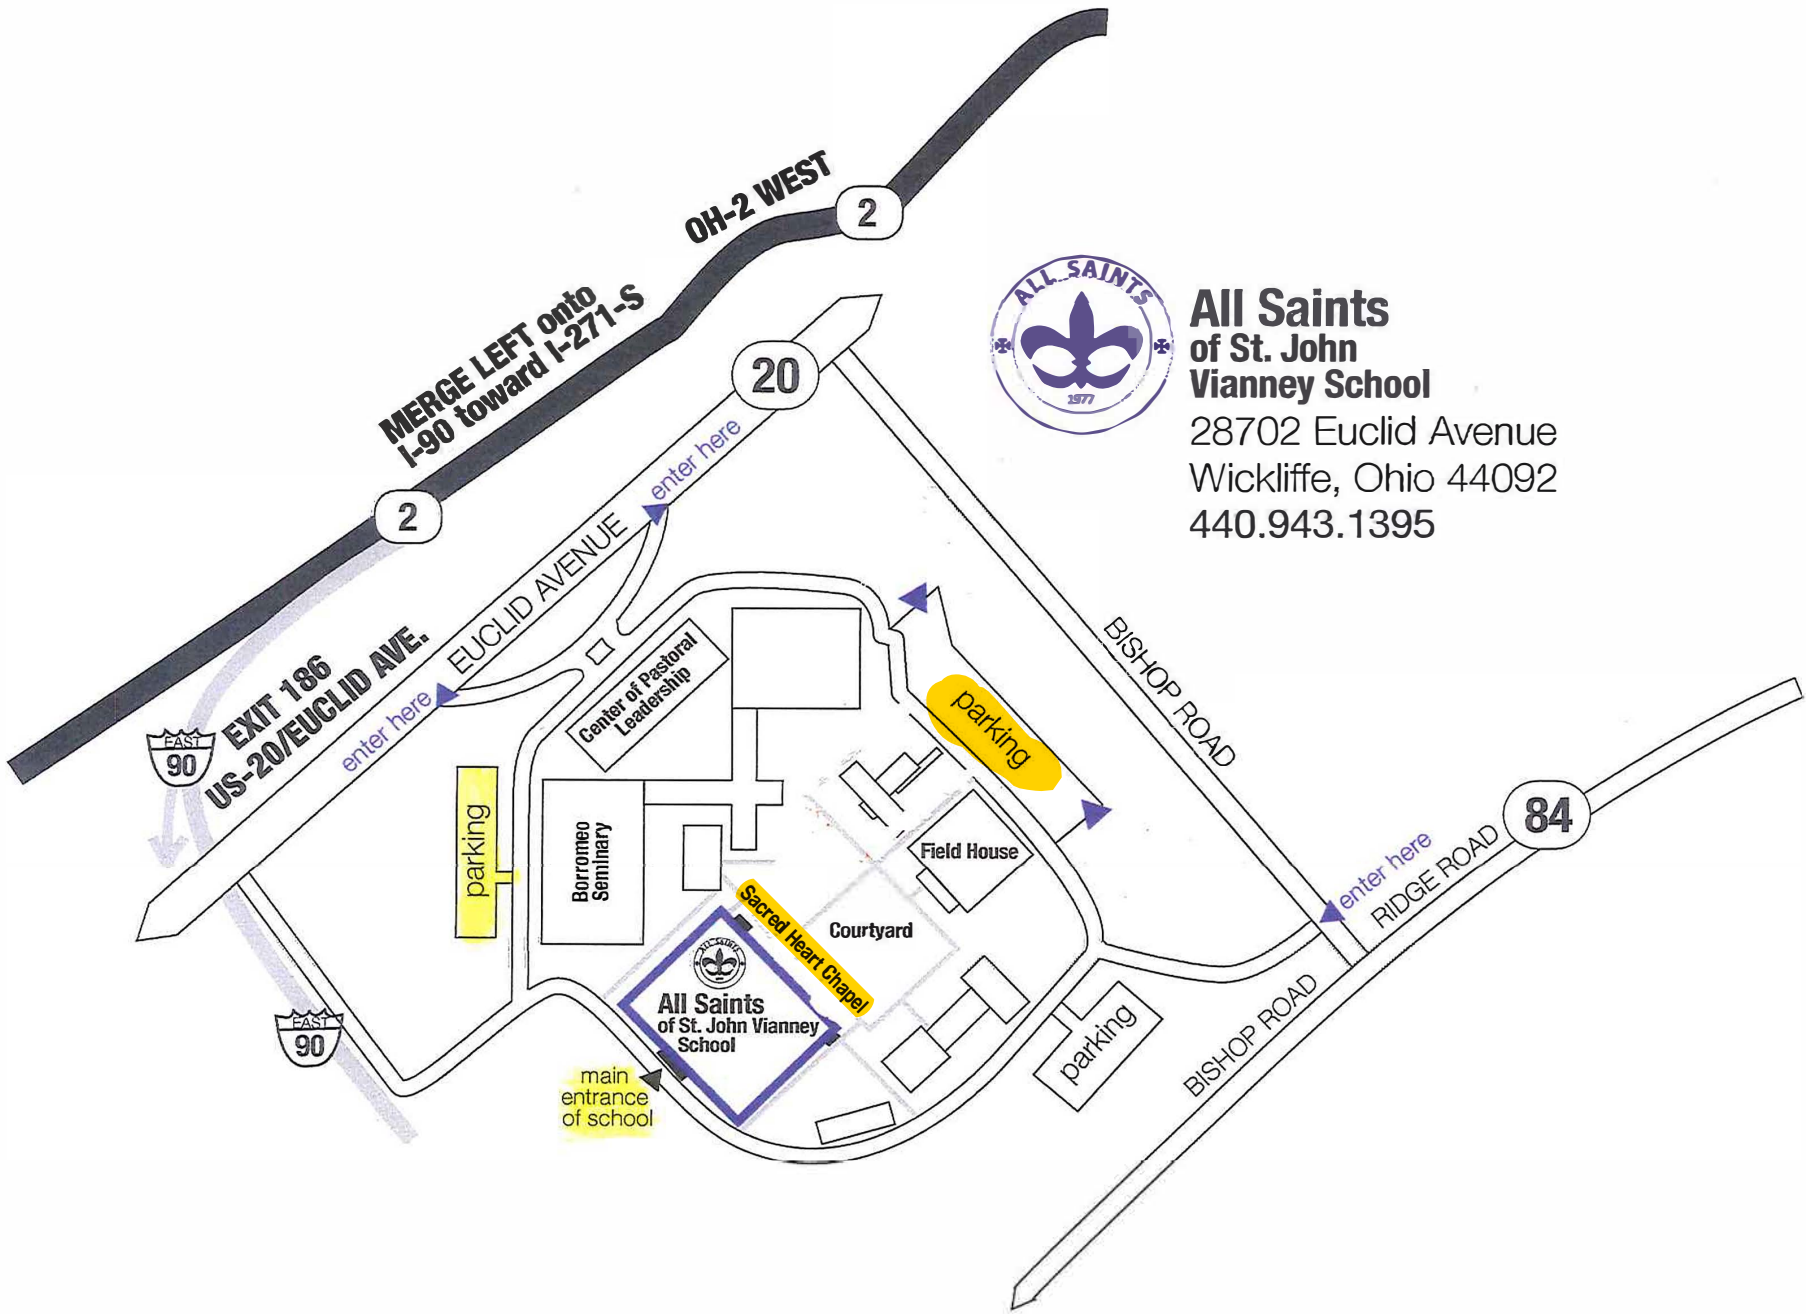 OH-2 WEST
2
MERGE LEFT onto
I-90 toward I-271-S
2
20
enter here
EUCLID AVENUE
enter here
EXIT 186
US-20/EUCLID AVE.
EAST
90
EAST
90
ALL SAINTS
1977
All Saints
of St. John
Vianney School
28702 Euclid Avenue
Wickliffe, Ohio 44092
440.943.1395
BISHOP ROAD
Center of Pastoral
Leadership
parking
parking
Borromeo
Seminary
Field House
Sacred Heart Chapel
Courtyard
ALL SAINTS
All Saints
of St. John Vianney
School
main
entrance
of school
parking
enter here
RIDGE ROAD
84
BISHOP ROAD